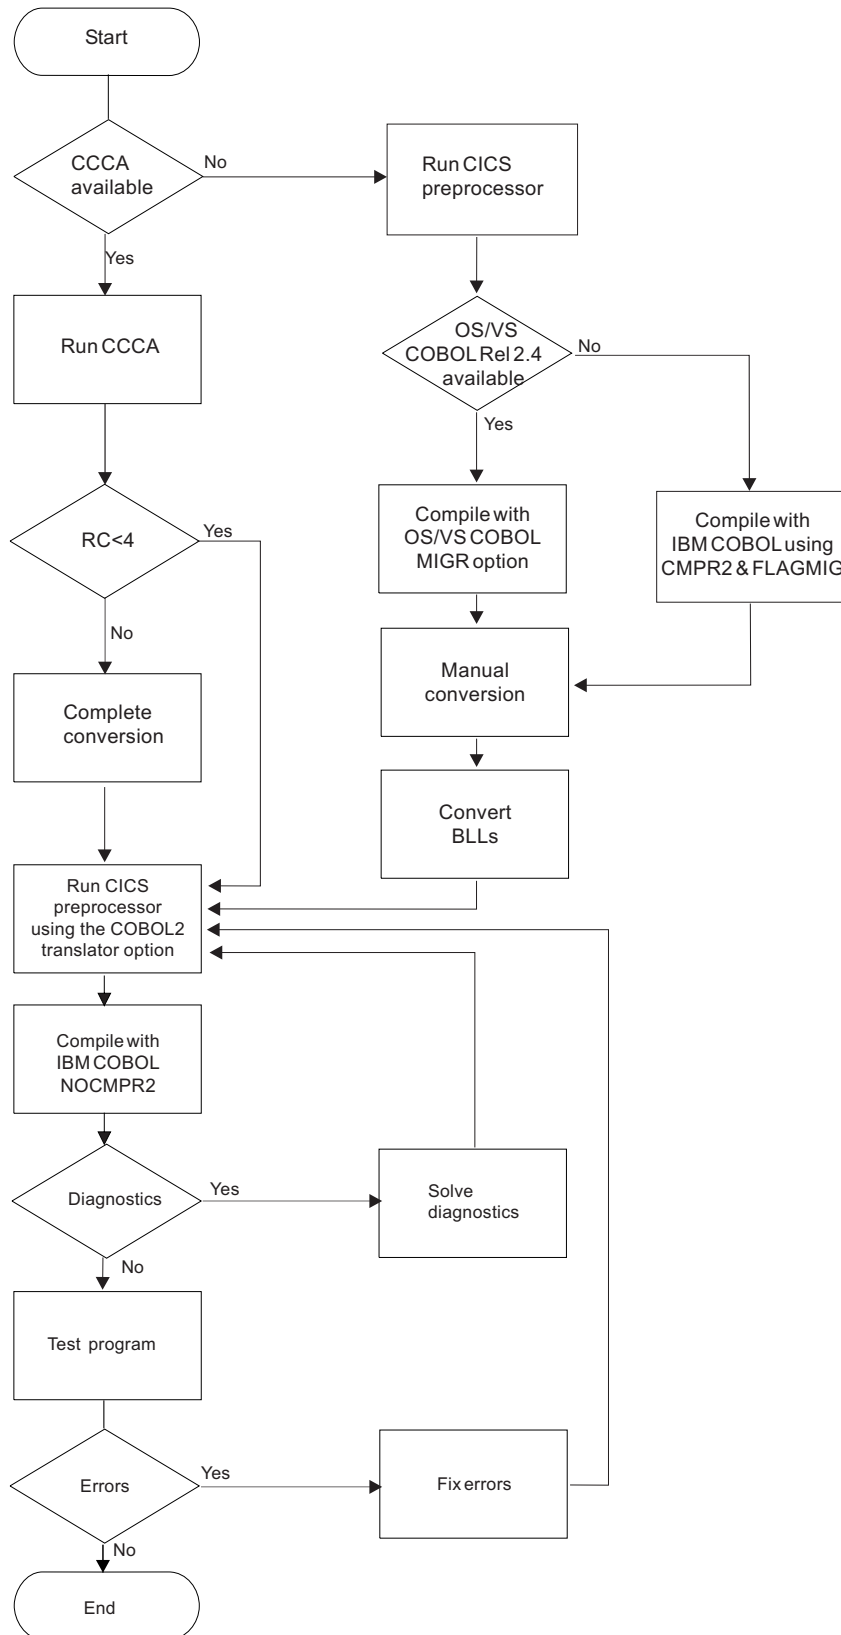 Start
CCCA
available
No
Run CICS
preprocessor
Yes
Run CCCA
OS/VS
COBOL Rel 2.4
available
No
Yes
RC<4
Yes
Compile with
OS/VS COBOL
MIGR option
Compile with
IBM COBOL using
CMPR2 & FLAGMIG
No
Complete
conversion
Manual
conversion
Convert
BLLs
Run CICS
preprocessor
using the COBOL2
translator option
Compile with
IBM COBOL
NOCMPR2
Diagnostics
Yes
Solve
diagnostics
No
Test program
Errors
Yes
Fix errors
No
End